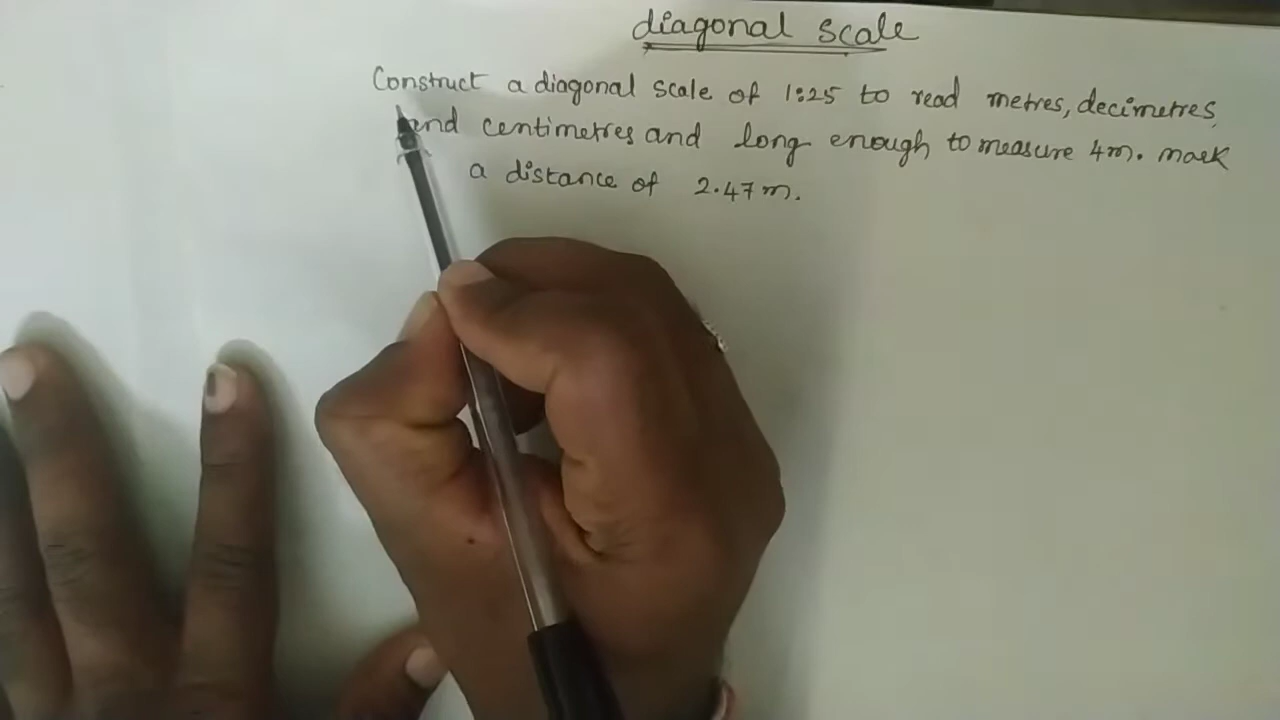 diagonal scale
Construct a diagonal scale of 1:25 to read metres, decimetres,
and centimetres and long enough to measure 4m. mark
a distance of 2.47m.